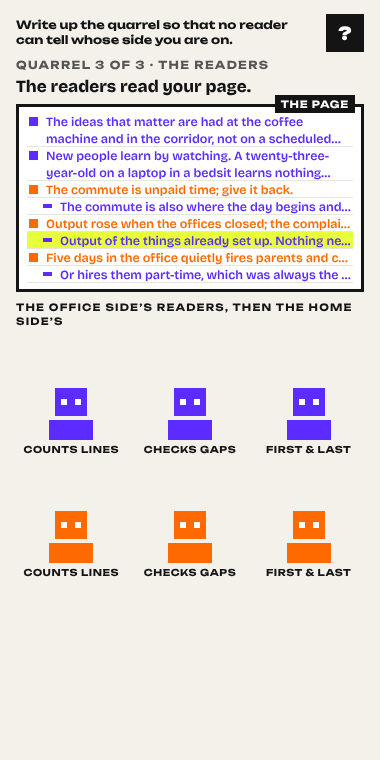 Write up the quarrel so that no reader
can tell whose side you are on.
?
QUARREL 3 OF 3 · THE READERS
The readers read your page.
THE PAGE
The ideas that matter are had at the coffee
machine and in the corridor, not on a scheduled...
New people learn by watching. A twenty-three-
year-old on a laptop in a bedsit learns nothing...
The commute is unpaid time; give it back.
The commute is also where the day begins and...
Output rose when the offices closed; the complai...
Output of the things already set up. Nothing ne...
Five days in the office quietly fires parents and c...
Or hires them part-time, which was always the ...
THE OFFICE SIDE'S READERS, THEN THE HOME
SIDE'S
COUNTS LINES
CHECKS GAPS
FIRST & LAST
COUNTS LINES
CHECKS GAPS
FIRST & LAST